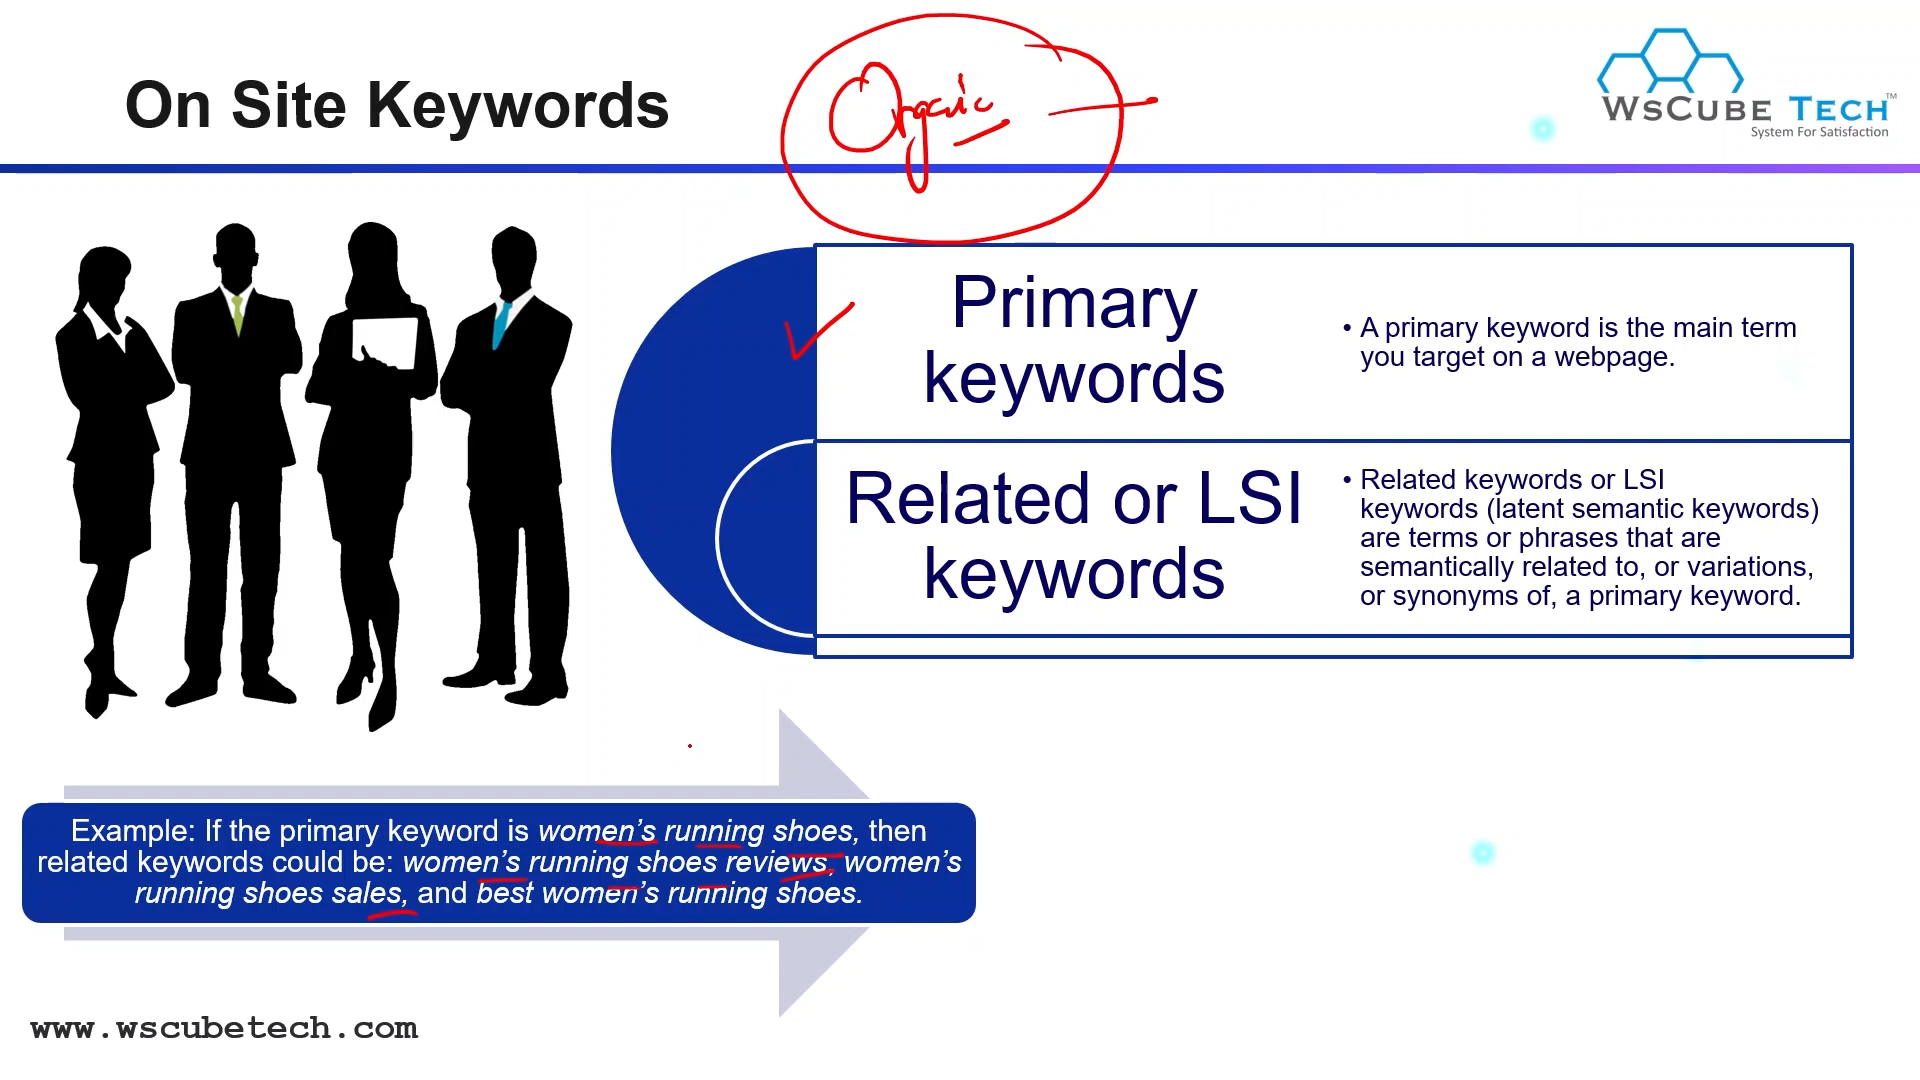 On Site Keywords
Organic
WsCube Tech™
System For Satisfaction
Primary
keywords
• A primary keyword is the main term
you target on a webpage.
Related or LSI
keywords
• Related keywords or LSI
keywords (latent semantic keywords)
are terms or phrases that are
semantically related to, or variations,
or synonyms of, a primary keyword.
Example: If the primary keyword is women’s running shoes, then
related keywords could be: women’s running shoes reviews, women’s
running shoes sales, and best women’s running shoes.
www.wscubetech.com